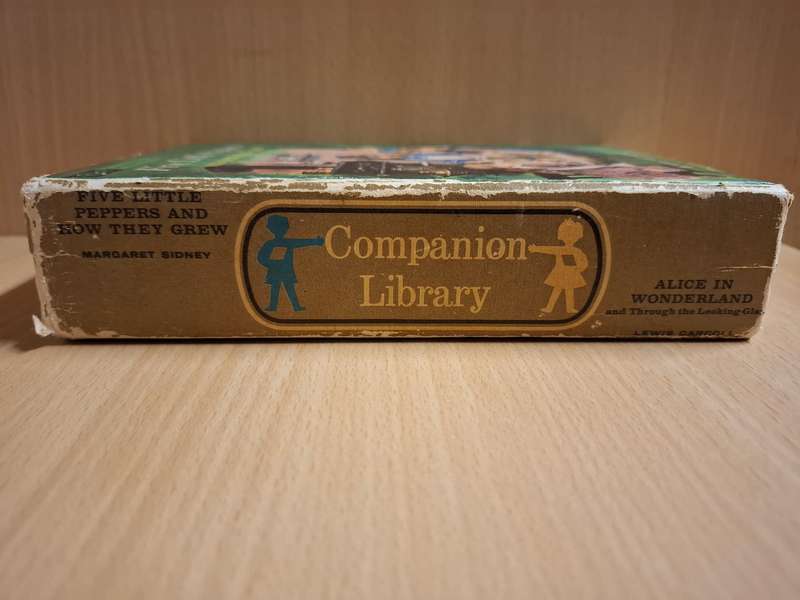 FIVE LITTLE
PEPPERS AND
HOW THEY GREW
MARGARET SIDNEY
Companion
Library
ALICE IN
WONDERLAND
and Through the Looking-Glass
LEWIS CARROLL